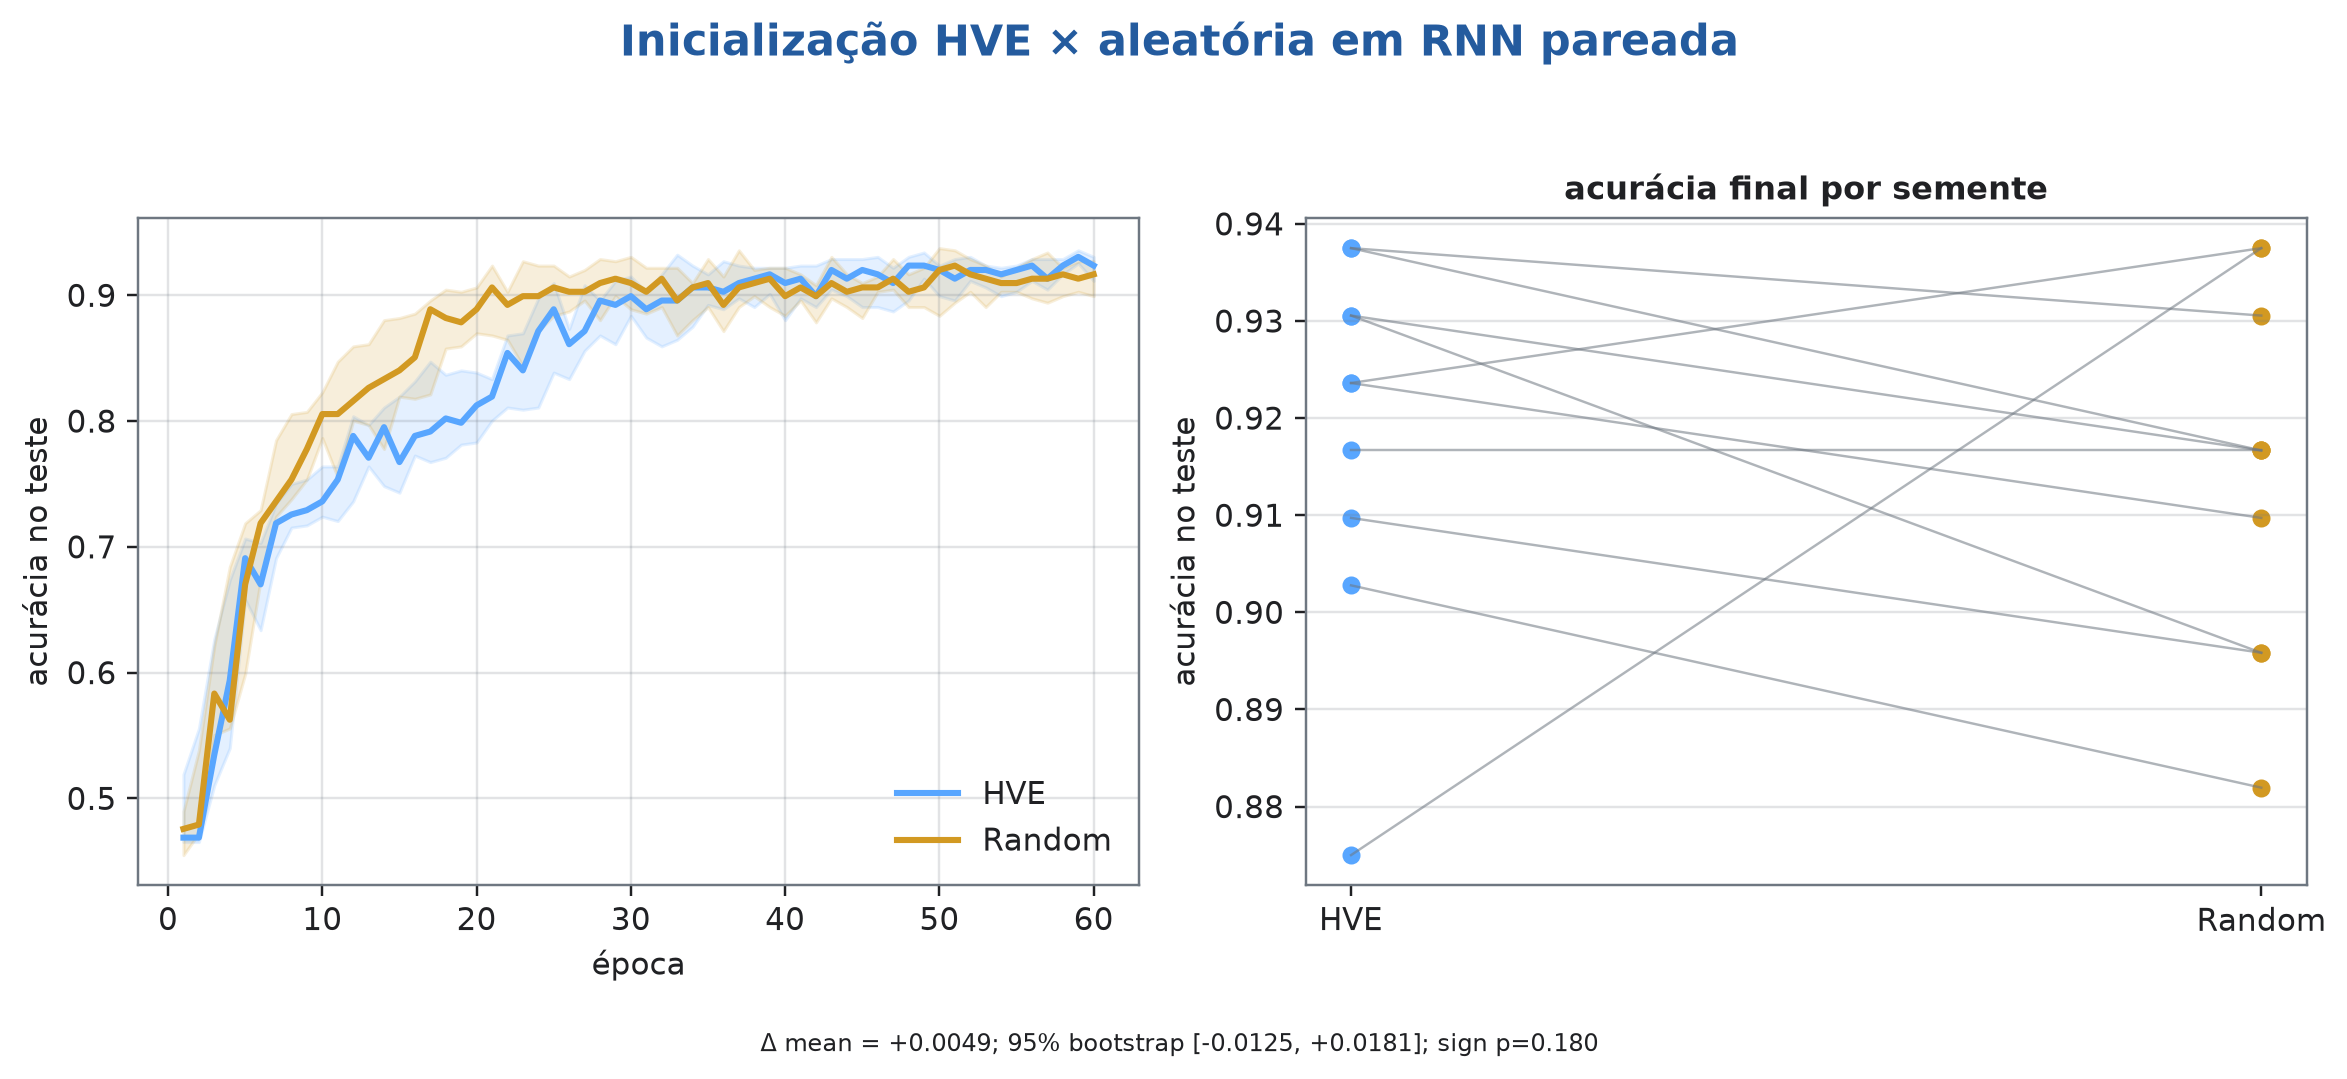 Inicialização HVE × aleatória em RNN pareada
acurácia no teste
0.9
0.8
0.7
0.6
0.5
0 10 20 30 40 50 60
época
HVE
Random
acurácia final por semente
acurácia no teste
0.94
0.93
0.92
0.91
0.90
0.89
0.88
HVE Random
Δ mean = +0.0049; 95% bootstrap [-0.0125, +0.0181]; sign p=0.180